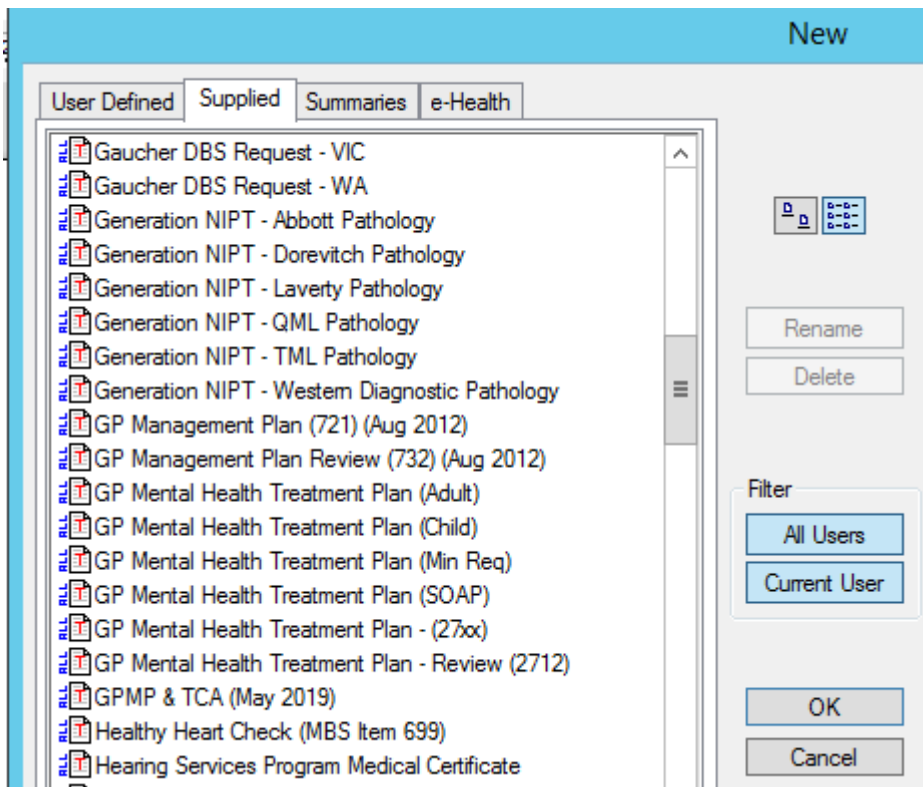 New
User Defined
Supplied
Summaries
e-Health
Gaucher DBS Request - VIC
Gaucher DBS Request - WA
Generation NIPT - Abbott Pathology
Generation NIPT - Dorevitch Pathology
Generation NIPT - Laverty Pathology
Generation NIPT - QML Pathology
Generation NIPT - TML Pathology
Generation NIPT - Western Diagnostic Pathology
GP Management Plan (721) (Aug 2012)
GP Management Plan Review (732) (Aug 2012)
GP Mental Health Treatment Plan (Adult)
GP Mental Health Treatment Plan (Child)
GP Mental Health Treatment Plan (Min Req)
GP Mental Health Treatment Plan (SOAP)
GP Mental Health Treatment Plan - (27xx)
GP Mental Health Treatment Plan - Review (2712)
GPMP & TCA (May 2019)
Healthy Heart Check (MBS Item 699)
Hearing Services Program Medical Certificate
Rename
Delete
Filter
All Users
Current User
OK
Cancel